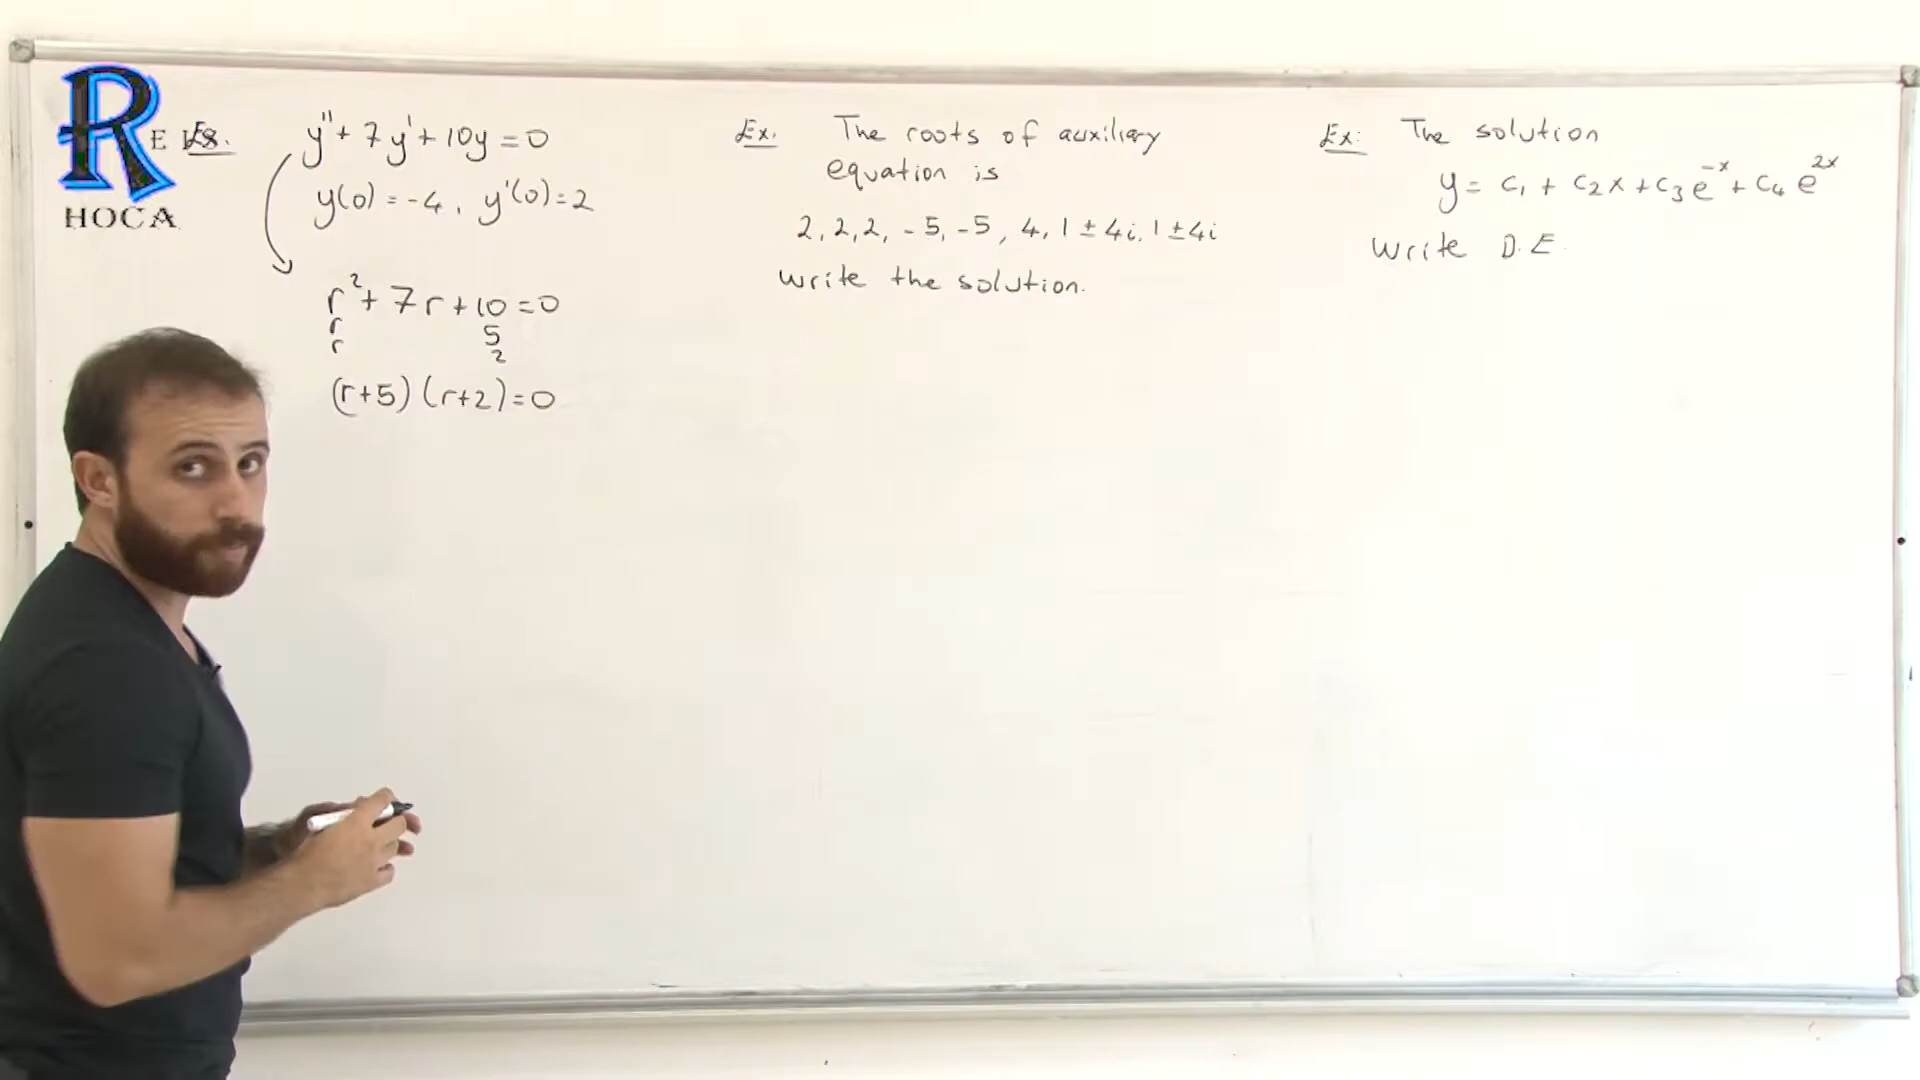 R
E
HOCA
Ex.
y'' + 7y' + 10y = 0
y(0) = -4, y'(0) = 2
r² + 7r + 10 = 0
r 5
r 2
(r+5)(r+2) = 0
Ex. The roots of auxiliary
equation is
2, 2, 2, -5, -5, 4, 1 ± 4i, 1 ± 4i
write the solution.
Ex: The solution
y = c₁ + c₂x + c₃e⁻ˣ + c₄e²ˣ
write D.E.